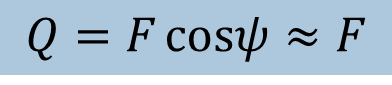 Q = F cosψ ≈ F